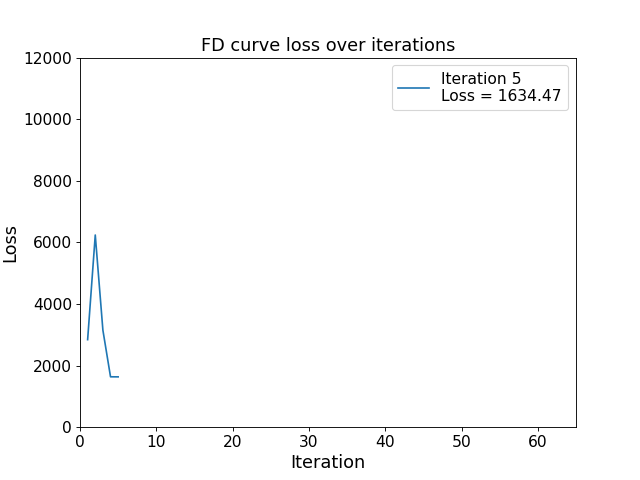 FD curve loss over iterations
12000
10000
8000
6000
4000
2000
0
Loss
Iteration 5
Loss = 1634.47
0 10 20 30 40 50 60
Iteration